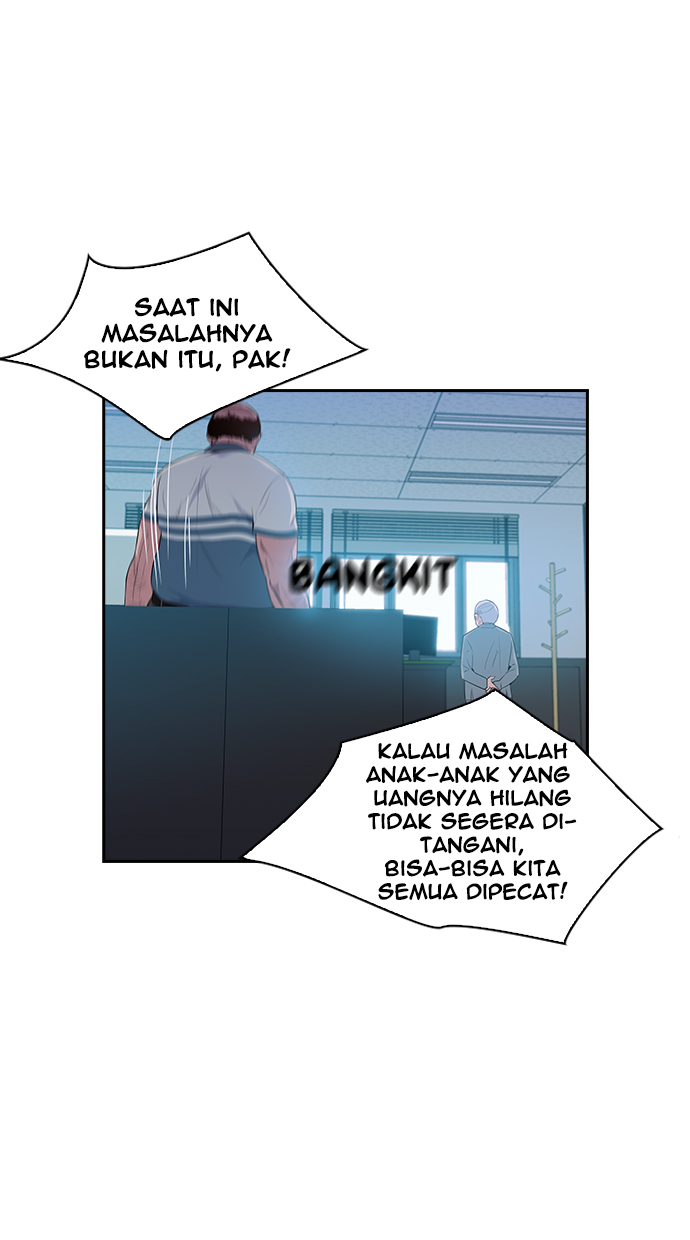 SAAT INI
MASALAHNYA
BUKAN ITU, PAK!
BANGKIT
KALAU MASALAH
ANAK-ANAK YANG
UANGNYA HILANG
TIDAK SEGERA DI-
TANGANI,
BISA-BISA KITA
SEMUA DIPECAT!